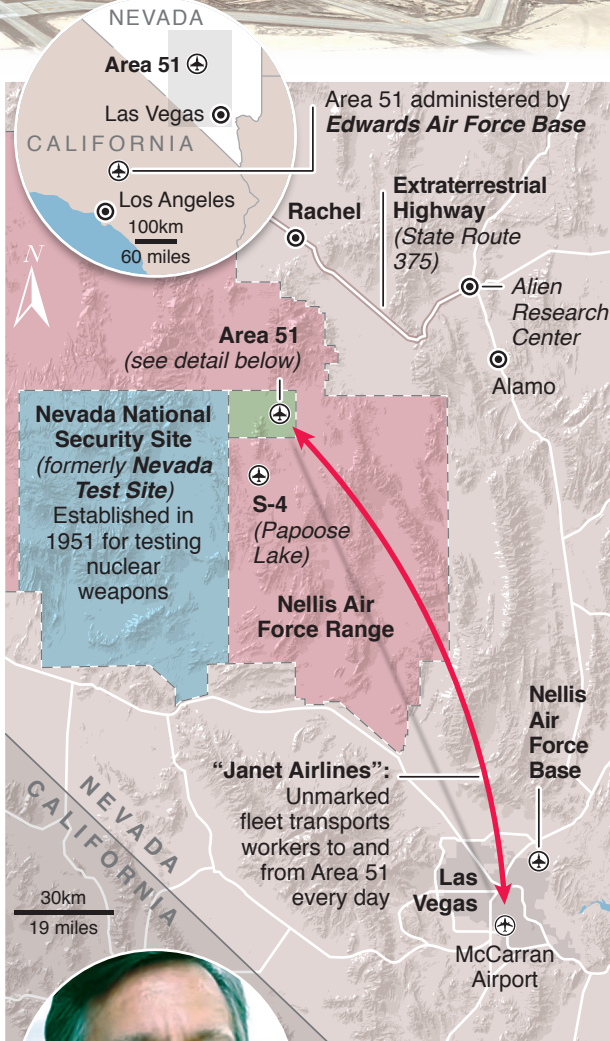 NEVADA
Area 51
Las Vegas
CALIFORNIA
Los Angeles
100km
60 miles
Area 51 administered by
Edwards Air Force Base
N
Rachel
Extraterrestrial
Highway
(State Route
375)
Alien
Research
Center
Alamo
Area 51
(see detail below)
Nevada National
Security Site
(formerly Nevada
Test Site)
Established in
1951 for testing
nuclear
weapons
S-4
(Papoose
Lake)
Nellis Air
Force Range
Nellis
Air
Force
Base
"Janet Airlines":
Unmarked
fleet transports
workers to and
from Area 51
every day
Las
Vegas
McCarran
Airport
NEVADA
CALIFORNIA
30km
19 miles